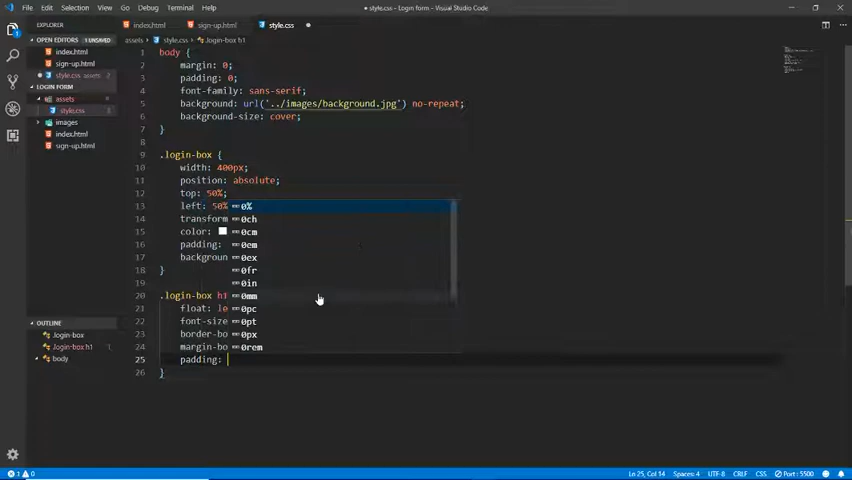 File Edit Selection View Go Debug Terminal Help
● style.css - Login form - Visual Studio Code
EXPLORER
index.html
sign-up.html
style.css ●
OPEN EDITORS 1 UNSAVED
index.html
sign-up.html
● style.css assets
LOGIN FORM
assets
style.css
images
index.html
sign-up.html
OUTLINE
.login-box
.login-box h1
body
assets > style.css > .login-box h1
1 body {
2 margin: 0;
3 padding: 0;
4 font-family: sans-serif;
5 background: url('../images/background.jpg') no-repeat;
6 background-size: cover;
7 }
8
9 .login-box {
10 width: 400px;
11 position: absolute;
12 top: 50%;
13 left: 50%
14 transform
15 color:
16 padding:
17 backgroun
18 }
19
20 .login-box h1
21 float: le
22 font-size
23 border-bo
24 margin-bo
25 padding:
26 }
0%
0ch
0cm
0em
0ex
0fr
0in
0mm
0pc
0pt
0px
0rem
Ln 25, Col 14 Spaces: 4 UTF-8 CRLF CSS Port : 5500